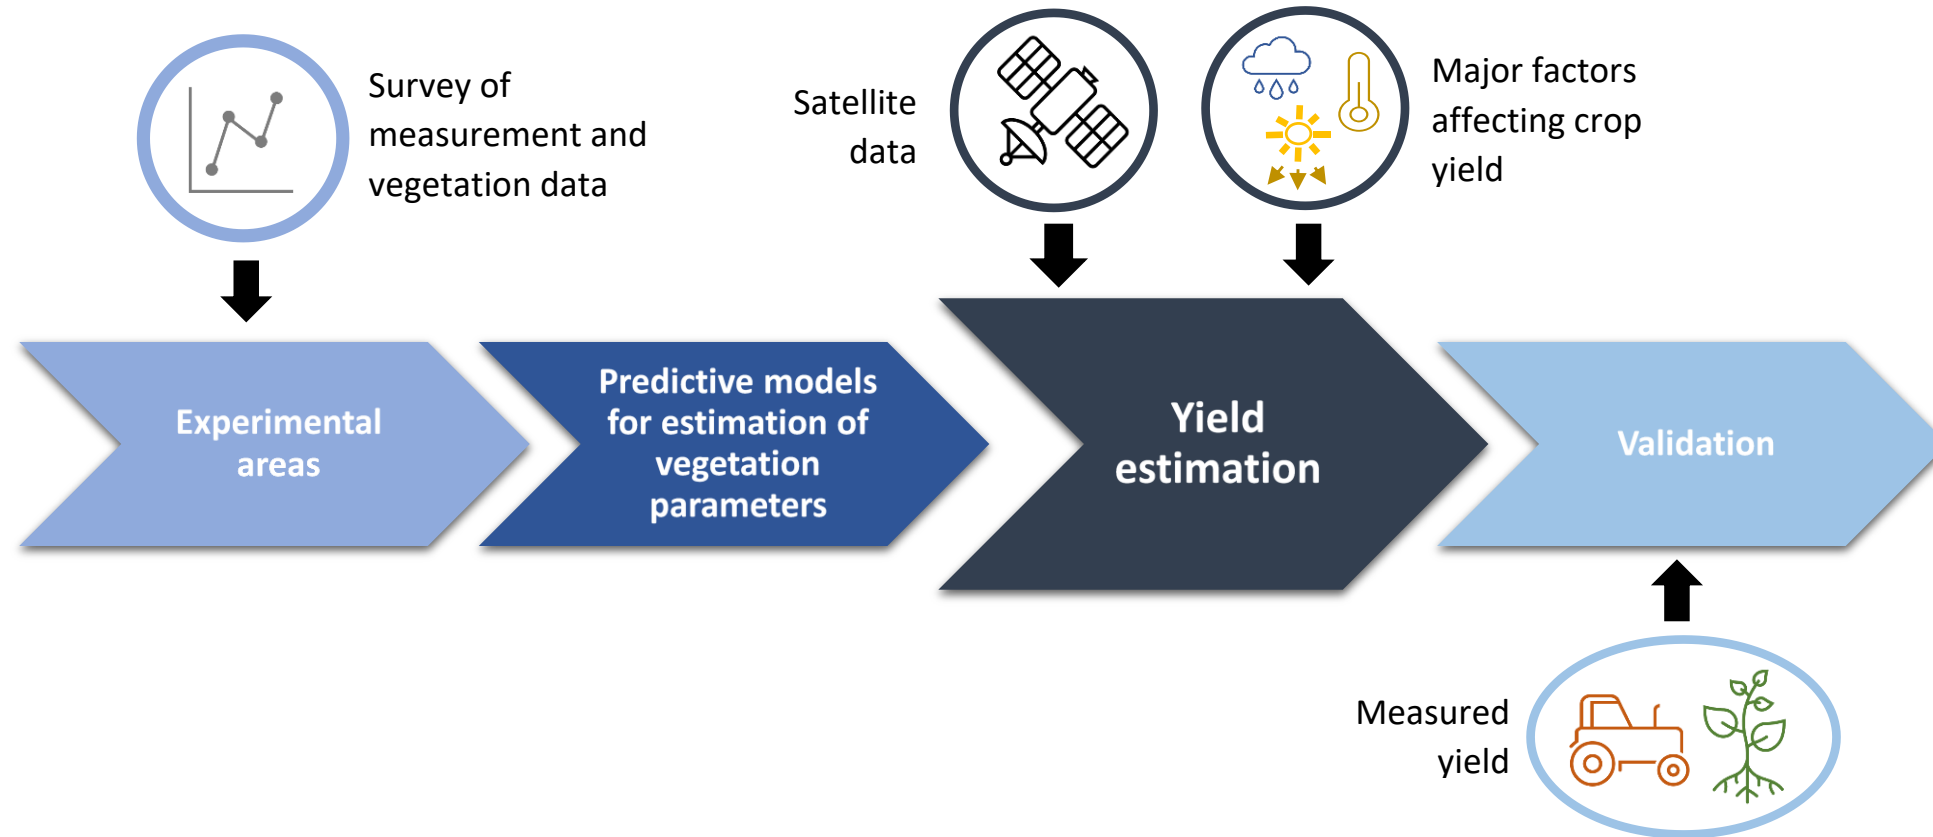 Survey of
measurement and
vegetation data
Satellite
data
Major factors
affecting crop
yield
Experimental
areas
Predictive models
for estimation of
vegetation
parameters
Yield
estimation
Validation
Measured
yield